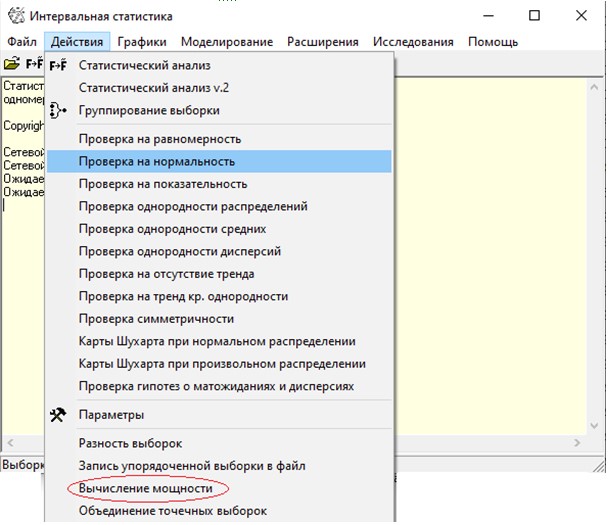 Интервальная статистика
Файл Действия Графики Моделирование Расширения Исследования Помощь
Статистический анализ
Статистический анализ v.2
Группирование выборки
Проверка на равномерность
Проверка на нормальность
Проверка на показательность
Проверка однородности распределений
Проверка однородности средних
Проверка однородности дисперсий
Проверка на отсутствие тренда
Проверка на тренд кр. однородности
Проверка симметричности
Карты Шухарта при нормальном распределении
Карты Шухарта при произвольном распределении
Проверка гипотез о матожиданиях и дисперсиях
Параметры
Разность выборок
Запись упорядоченной выборки в файл
Вычисление мощности
Объединение точечных выборок
Статист
одномер
Copyrigh
Сетевой
Сетевой
Ожидае
Ожидае
Выборк